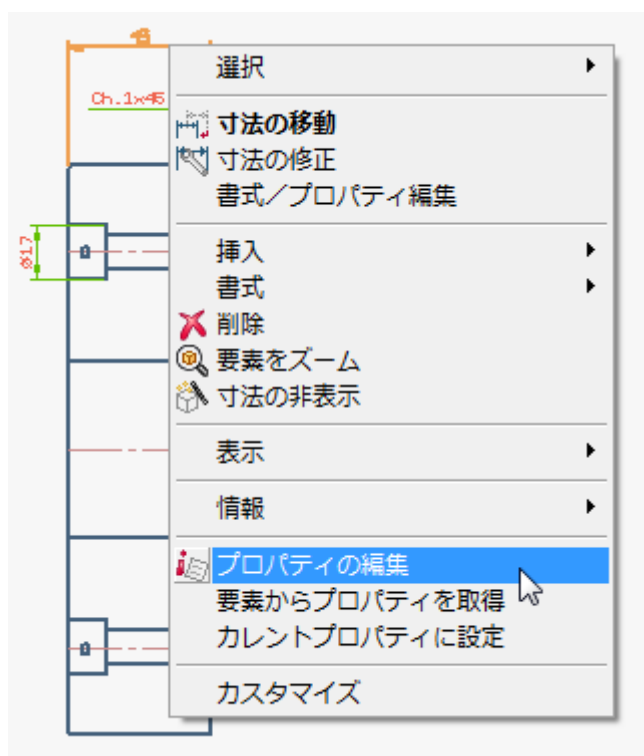 選択
Ch.1x45
寸法の移動
寸法の修正
書式／プロパティ編集
ø17
挿入
書式
削除
要素をズーム
寸法の非表示
表示
情報
プロパティの編集
要素からプロパティを取得
カレントプロパティに設定
カスタマイズ